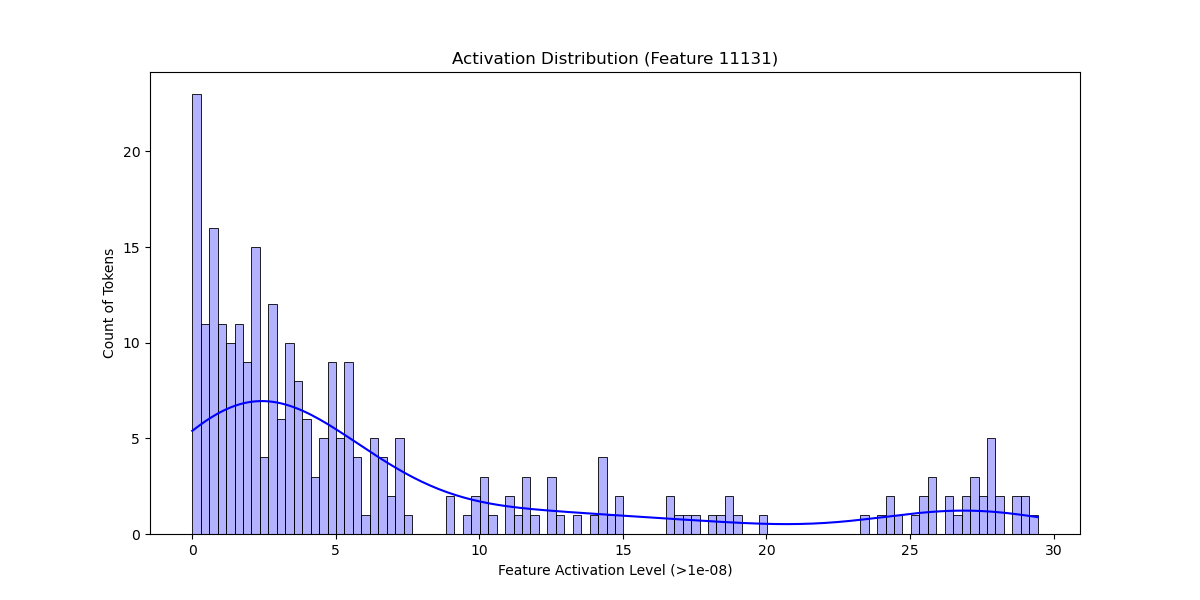 Activation Distribution (Feature 11131)
Count of Tokens
20
15
10
5
0
0 5 10 15 20 25 30
Feature Activation Level (>1e-08)